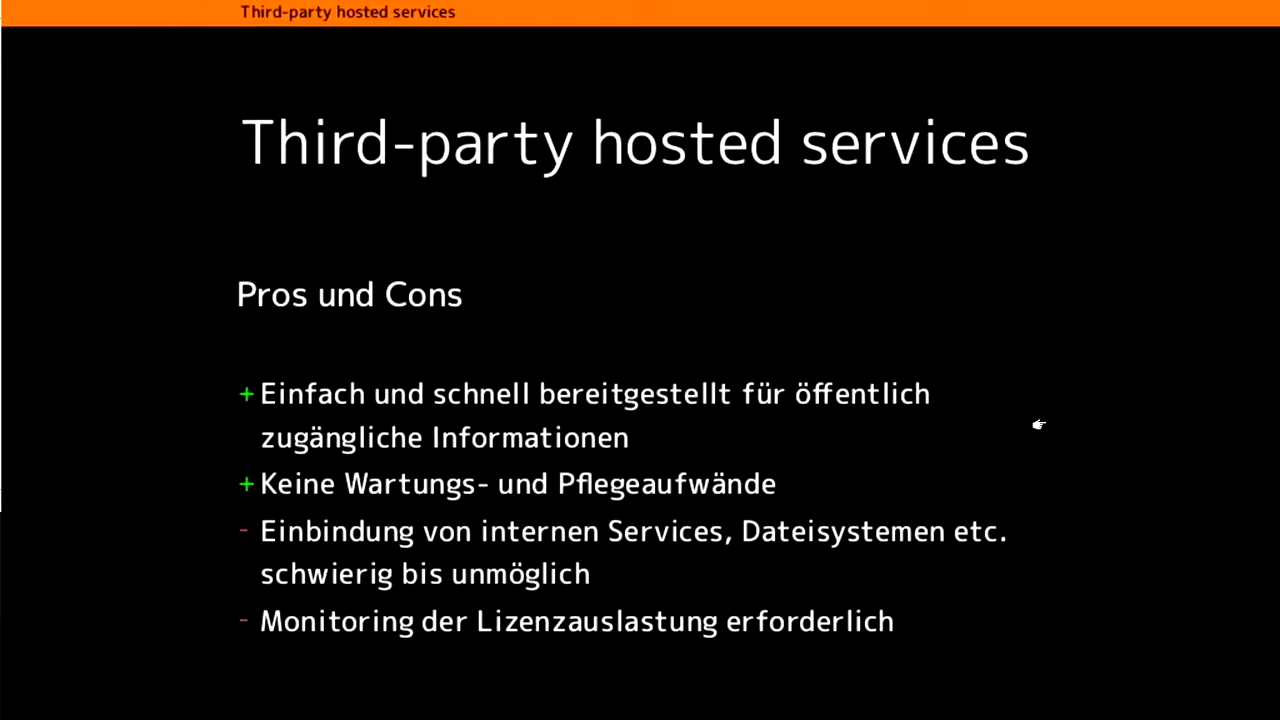 Third-party hosted services
Third-party hosted services
Pros und Cons
+ Einfach und schnell bereitgestellt für öffentlich
zugängliche Informationen
+ Keine Wartungs- und Pflegeaufwände
- Einbindung von internen Services, Dateisystemen etc.
schwierig bis unmöglich
- Monitoring der Lizenzauslastung erforderlich